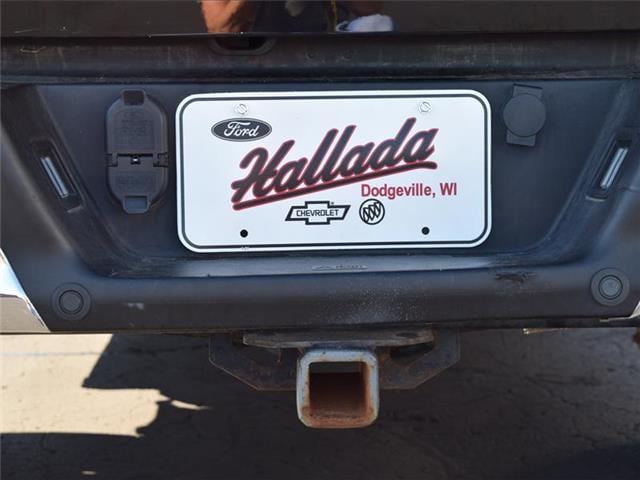 Ford
Hallada
Dodgeville, WI
CHEVROLET